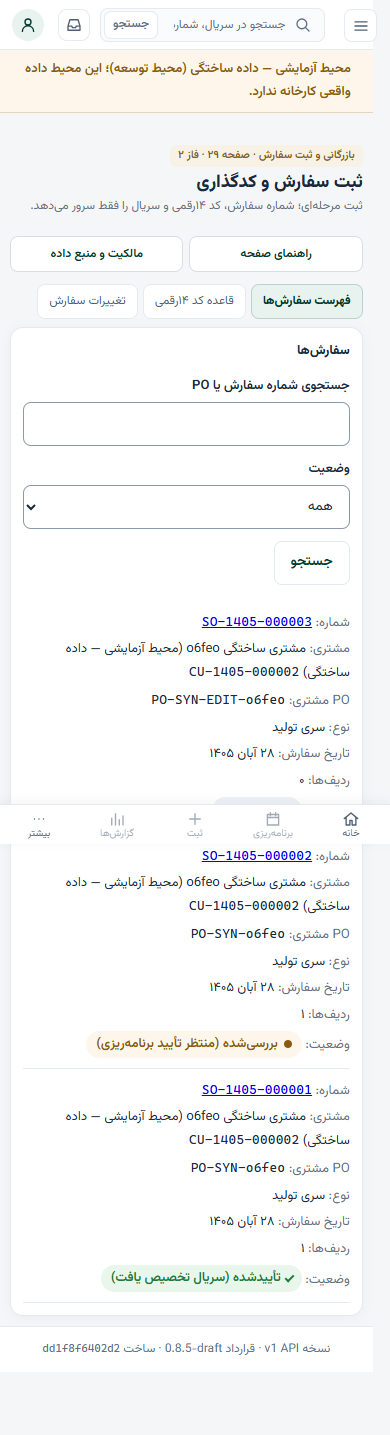 جستجو در سریال، شماره
جستجو
محیط آزمایشی — داده ساختگی (محیط توسعه)؛ این محیط داده
واقعی کارخانه ندارد.
بازرگانی و ثبت سفارش · صفحه ۲۹ · فاز ۲
ثبت سفارش و کدگذاری
ثبت مرحله‌ای؛ شماره سفارش، کد ۱۴رقمی و سریال را فقط سرور می‌دهد.
راهنمای صفحه
مالکیت و منبع داده
فهرست سفارش‌ها
قاعده کد ۱۴رقمی
تغییرات سفارش
سفارش‌ها
جستجوی شماره سفارش یا PO
وضعیت
همه
جستجو
شماره: SO-1405-000003
مشتری: مشتری ساختگی o6feo (محیط آزمایشی — داده
ساختگی) CU-1405-000002
PO مشتری: PO-SYN-EDIT-o6feo
نوع: سری تولید
تاریخ سفارش: ۲۸ آبان ۱۴۰۵
ردیف‌ها: ۰
خانه
برنامه‌ریزی
ثبت
گزارش‌ها
بیشتر
شماره: SO-1405-000002
مشتری: مشتری ساختگی o6feo (محیط آزمایشی — داده
ساختگی) CU-1405-000002
PO مشتری: PO-SYN-o6feo
نوع: سری تولید
تاریخ سفارش: ۲۸ آبان ۱۴۰۵
ردیف‌ها: ۱
وضعیت: بررسی‌شده (منتظر تأیید برنامه‌ریزی)
شماره: SO-1405-000001
مشتری: مشتری ساختگی o6feo (محیط آزمایشی — داده
ساختگی) CU-1405-000002
PO مشتری: PO-SYN-o6feo
نوع: سری تولید
تاریخ سفارش: ۲۸ آبان ۱۴۰۵
ردیف‌ها: ۱
وضعیت: تأییدشده (سریال تخصیص یافت)
نسخه v1 API · قرارداد 0.8.5-draft · ساخت dd1f8f6402d2